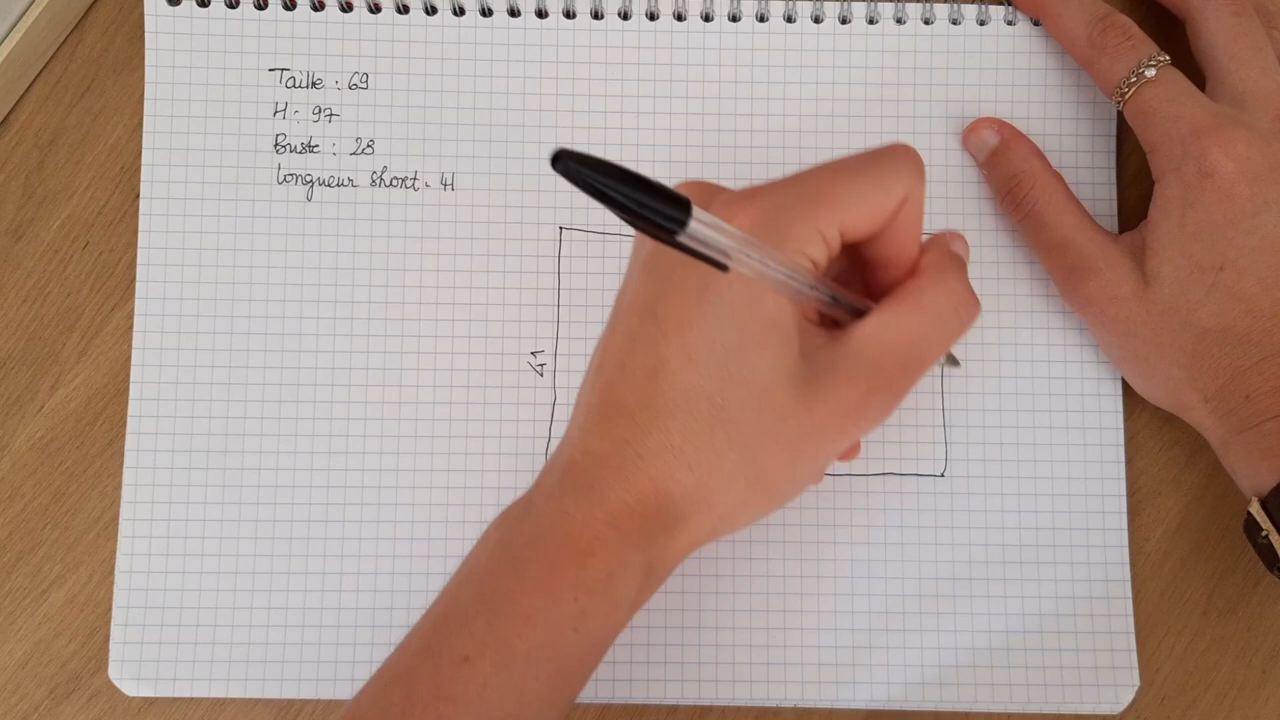 Taille : 69
H : 97
Buste : 28
longueur short . 41
41